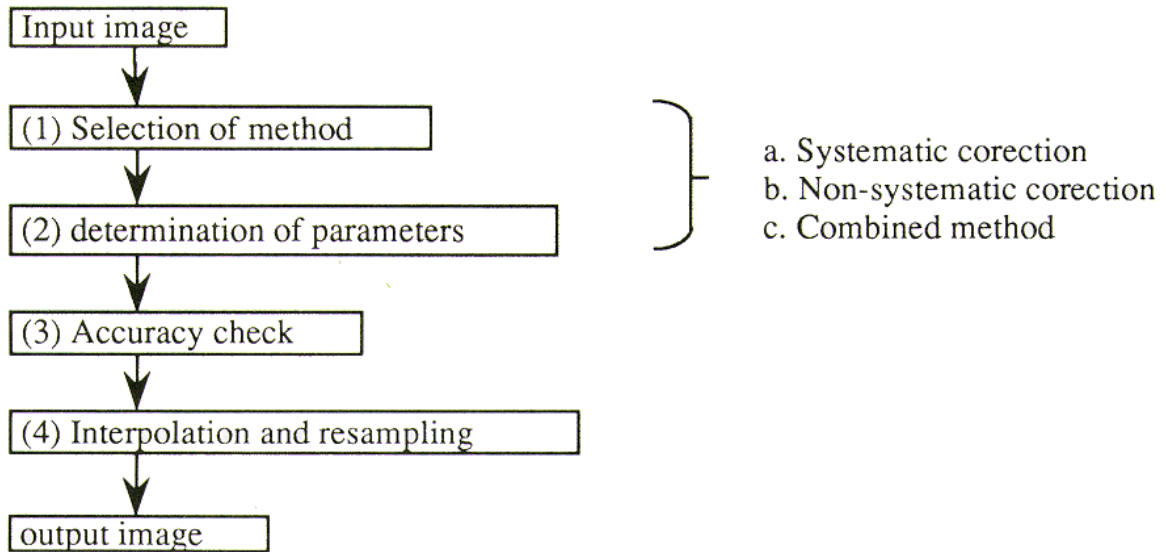 Input image
(1) Selection of method
(2) determination of parameters
(3) Accuracy check
(4) Interpolation and resampling
output image
a. Systematic corection
b. Non-systematic corection
c. Combined method